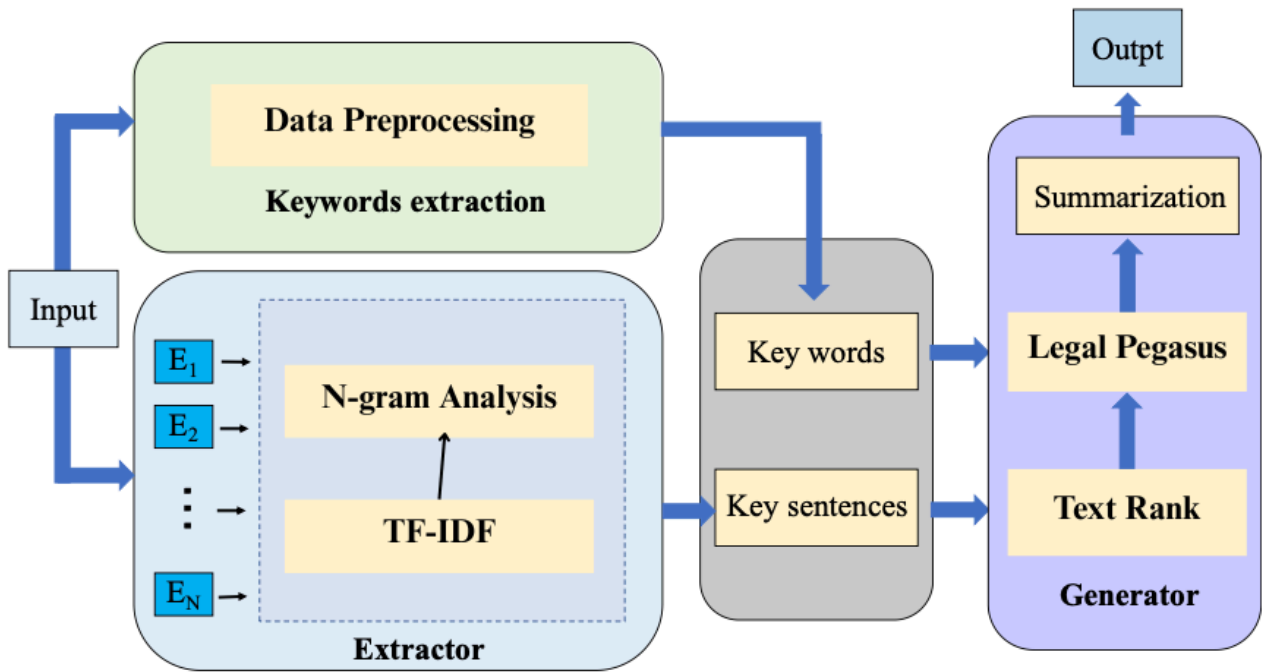 Input
Data Preprocessing
Keywords extraction
E1
E2
EN
N-gram Analysis
TF-IDF
Extractor
Key words
Key sentences
Outpt
Summarization
Legal Pegasus
Text Rank
Generator